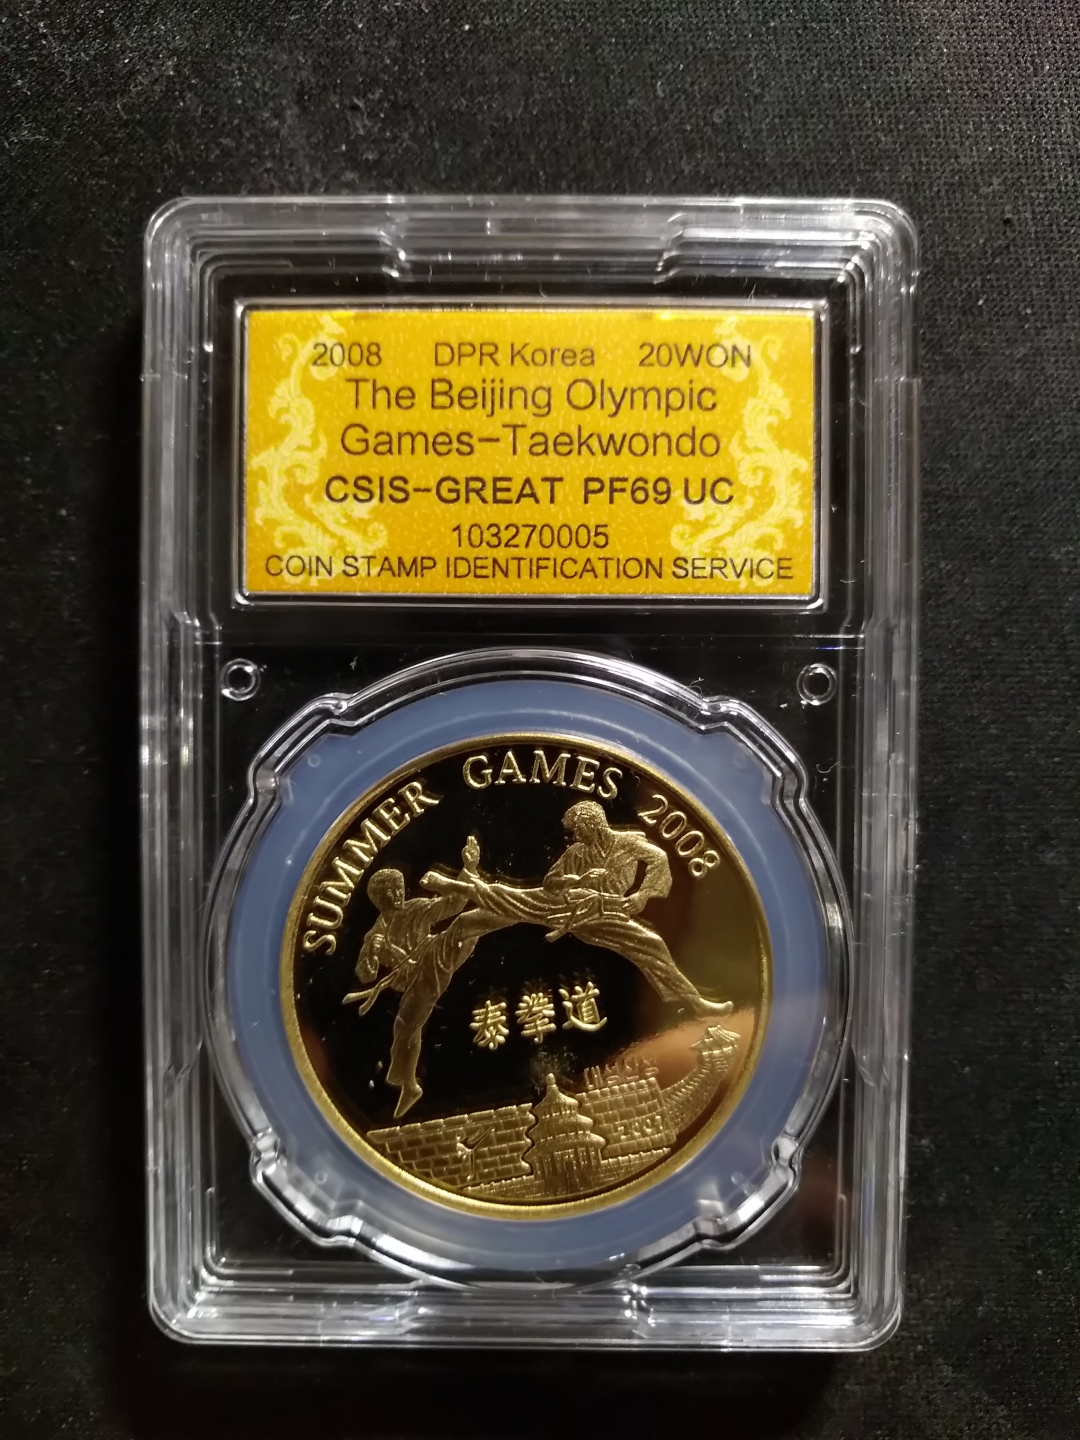 2008 DPR Korea 20WON
The Beijing Olympic
Games-Taekwondo
CSIS-GREAT PF69 UC
103270005
COIN STAMP IDENTIFICATION SERVICE
SUMMER GAMES 2008
泰拳道
2007